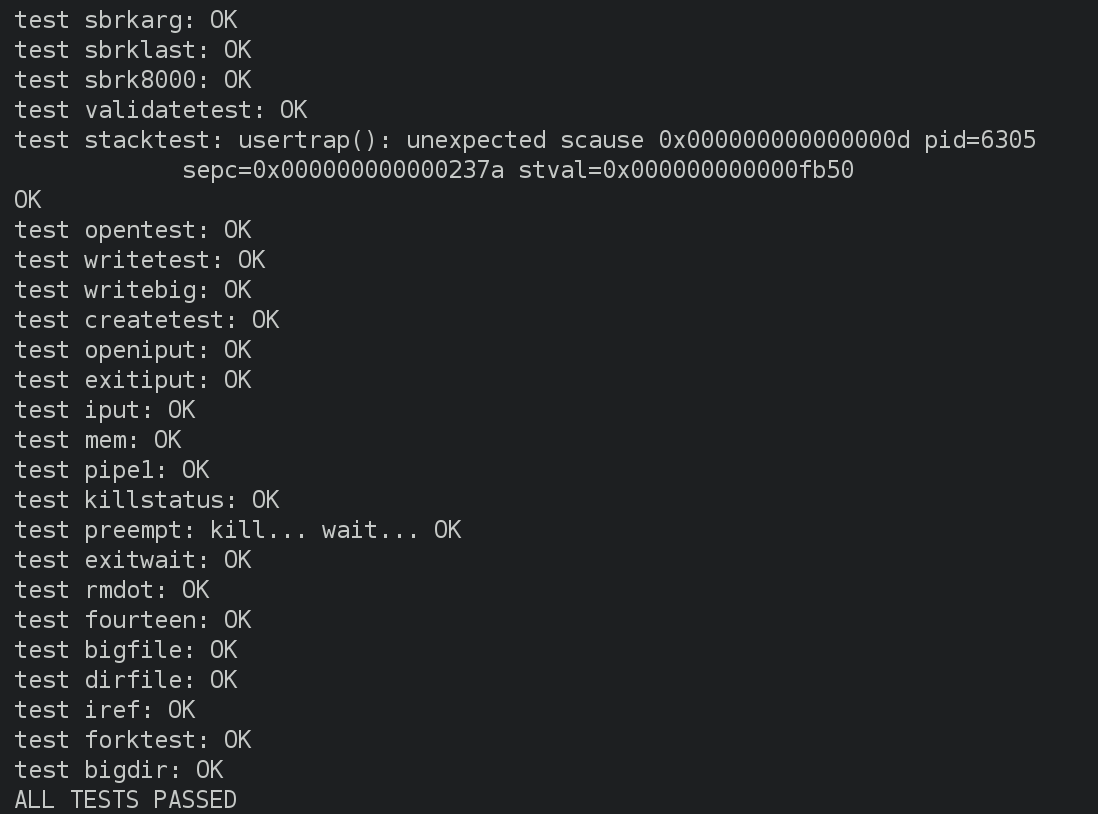 test sbrkarg: OK
test sbrklast: OK
test sbrk8000: OK
test validatetest: OK
test stacktest: usertrap(): unexpected scause 0x000000000000000d pid=6305
            sepc=0x000000000000237a stval=0x000000000000fb50
OK
test opentest: OK
test writetest: OK
test writebig: OK
test createtest: OK
test openiput: OK
test exitiput: OK
test iput: OK
test mem: OK
test pipe1: OK
test killstatus: OK
test preempt: kill... wait... OK
test exitwait: OK
test rmdot: OK
test fourteen: OK
test bigfile: OK
test dirfile: OK
test iref: OK
test forktest: OK
test bigdir: OK
ALL TESTS PASSED